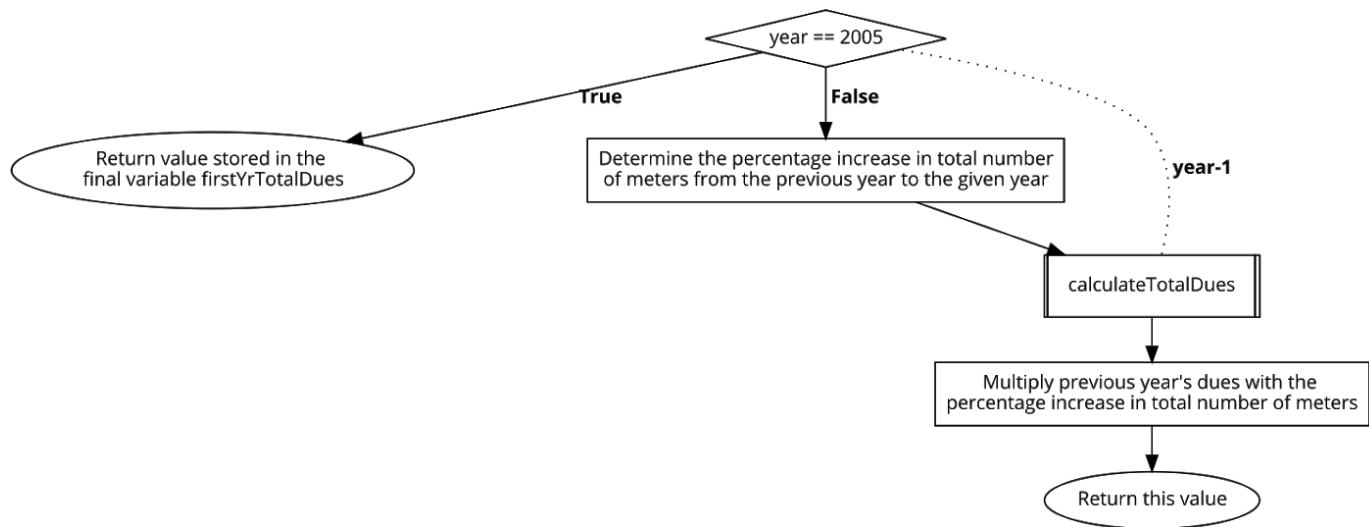 year == 2005
True
False
Return value stored in the
final variable firstYrTotalDues
Determine the percentage increase in total number
of meters from the previous year to the given year
year-1
calculateTotalDues
Multiply previous year's dues with the
percentage increase in total number of meters
Return this value